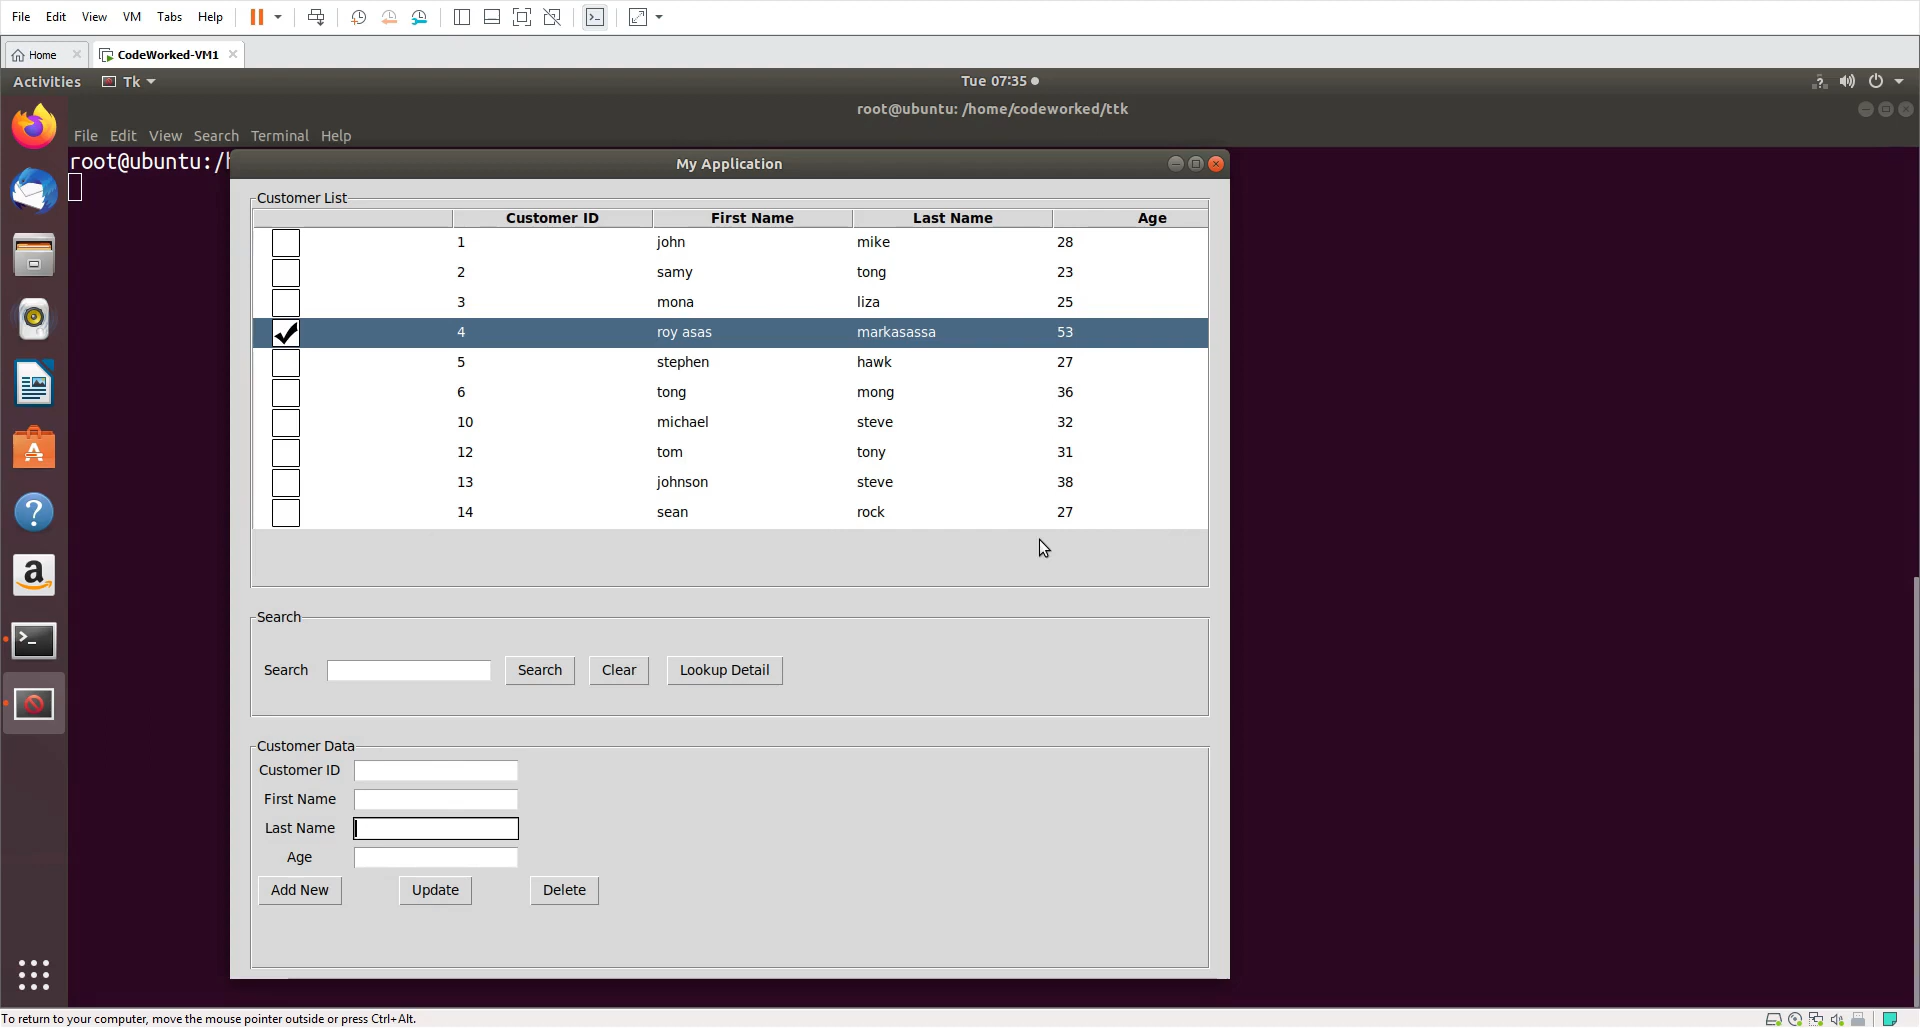 File Edit View VM Tabs Help
Home CodeWorked-VM1
Activities Tk Tue 07:35
root@ubuntu: /home/codeworked/ttk
File Edit View Search Terminal Help
root@ubuntu:/h
My Application
Customer List
Customer ID First Name Last Name Age
1 john mike 28
2 samy tong 23
3 mona liza 25
4 roy asas markasassa 53
5 stephen hawk 27
6 tong mong 36
10 michael steve 32
12 tom tony 31
13 johnson steve 38
14 sean rock 27
Search
Search Search Clear Lookup Detail
Customer Data
Customer ID
First Name
Last Name
Age
Add New Update Delete
To return to your computer, move the mouse pointer outside or press Ctrl+Alt.